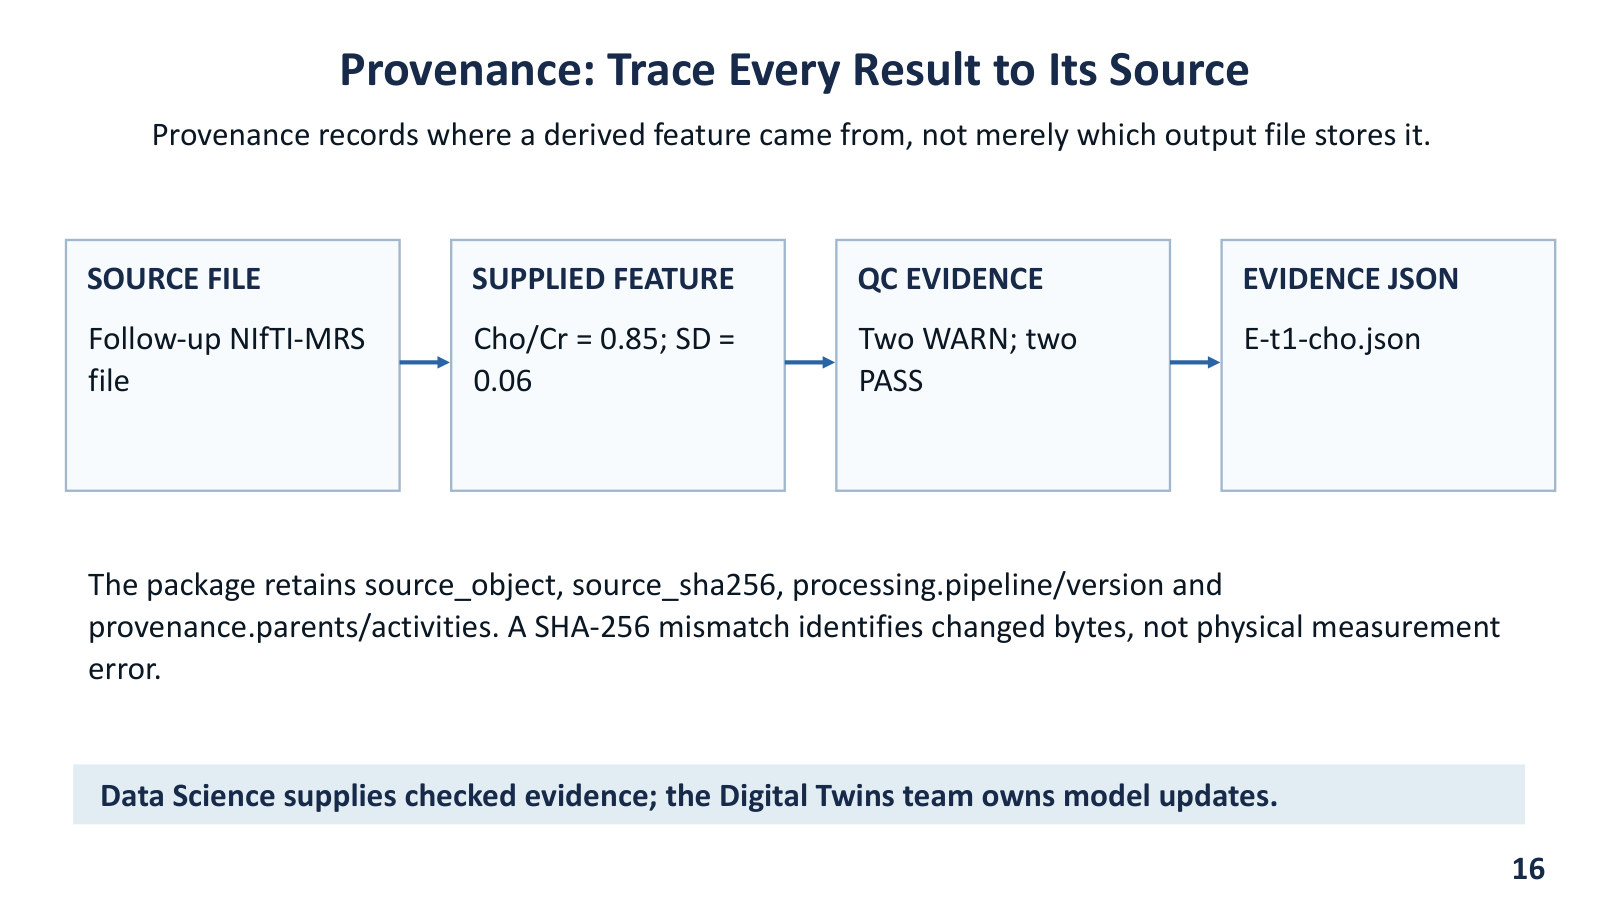 Provenance: Trace Every Result to Its Source
Provenance records where a derived feature came from, not merely which output file stores it.
SOURCE FILE
Follow-up NIfTI-MRS
file
SUPPLIED FEATURE
Cho/Cr = 0.85; SD =
0.06
QC EVIDENCE
Two WARN; two
PASS
EVIDENCE JSON
E-t1-cho.json
The package retains source_object, source_sha256, processing.pipeline/version and
provenance.parents/activities. A SHA-256 mismatch identifies changed bytes, not physical measurement
error.
Data Science supplies checked evidence; the Digital Twins team owns model updates.
16